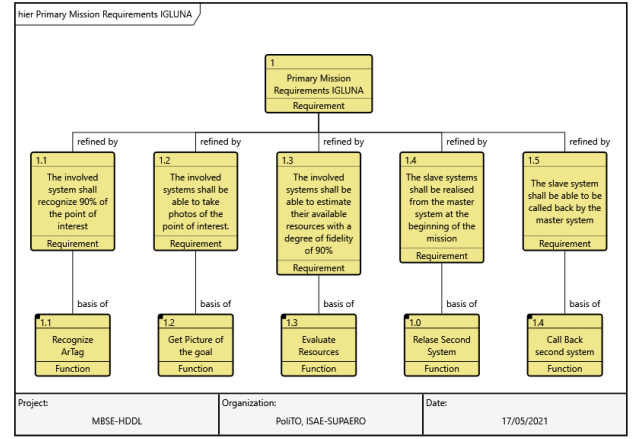 hier Primary Mission Requirements IGLUNA
1
Primary Mission
Requirements IGLUNA
Requirement
refined by
refined by
refined by
refined by
refined by
1.1
The involved
system shall
recognize 90% of
the point of
interest
Requirement
1.2
The involved
systems shall be
able to take
photos of the
point of interest.
Requirement
1.3
The involved
systems shall be
able to estimate
their available
resources with a
degree of fidelity
of 90%
Requirement
1.4
The slave systems
shall be realised
from the master
system at the
beginning of the
mission
Requirement
1.5
The slave system
shall be able to be
called back by the
master system
Requirement
basis of
basis of
basis of
basis of
basis of
1.1
Recognize
ArTag
Function
1.2
Get Picture of
the goal
Function
1.3
Evaluate
Resources
Function
1.0
Relase Second
System
Function
1.4
Call Back
second system
Function
Project:
MBSE-HDDL
Organization:
PoliTO, ISAE-SUPAERO
Date:
17/05/2021